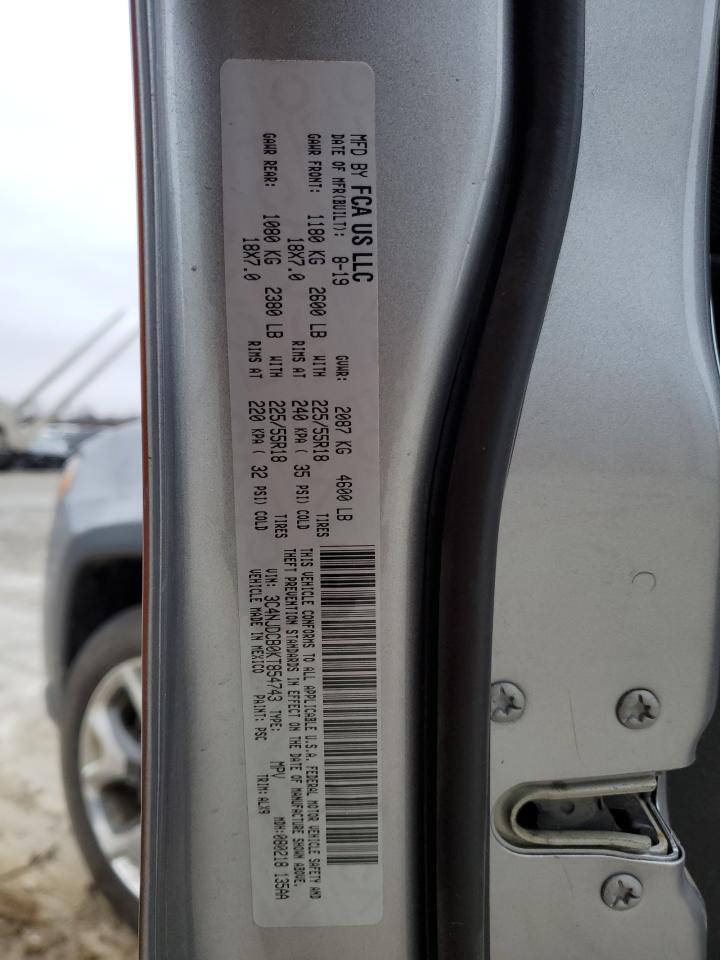 MFD BY FCA US LLC
DATE OF MFR(BUILT): 8-19 GVWR: 2087 KG 4600 LB
GAWR FRONT: 1180 KG 2600 LB WITH 225/55R18 TIRES
18X7.0 RIMS AT 240 KPA ( 35 PSI) COLD
GAWR REAR: 1080 KG 2380 LB WITH 225/55R18 TIRES
18X7.0 RIMS AT 220 KPA ( 32 PSI) COLD
THIS VEHICLE CONFORMS TO ALL APPLICABLE U.S.A. FEDERAL MOTOR VEHICLE SAFETY AND
THEFT PREVENTION STANDARDS IN EFFECT ON THE DATE OF MANUFACTURE SHOWN ABOVE.
VIN: 3C4NJDCB0KT854743 TYPE: MPV MDH:080218 135AA
VEHICLE MADE IN MEXICO PAINT: PSC TRIM:ALX9